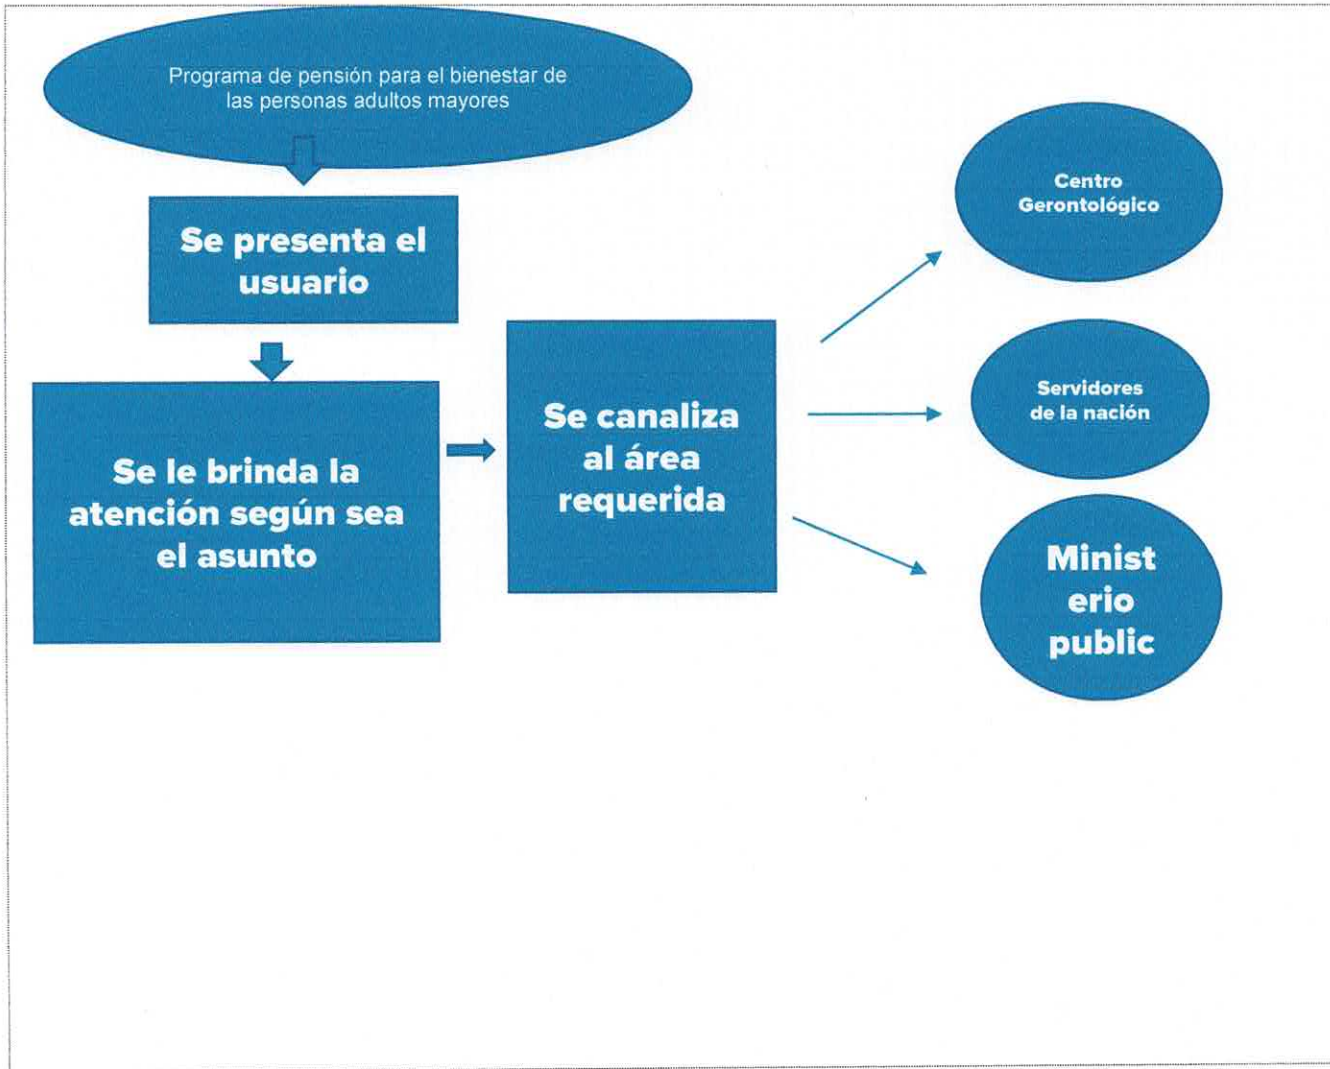 Programa de pensión para el bienestar de
las personas adultos mayores
Se presenta el
usuario
Se le brinda la
atención según sea
el asunto
Se canaliza
al área
requerida
Centro
Gerontológico
Servidores
de la nación
Minist
erio
public